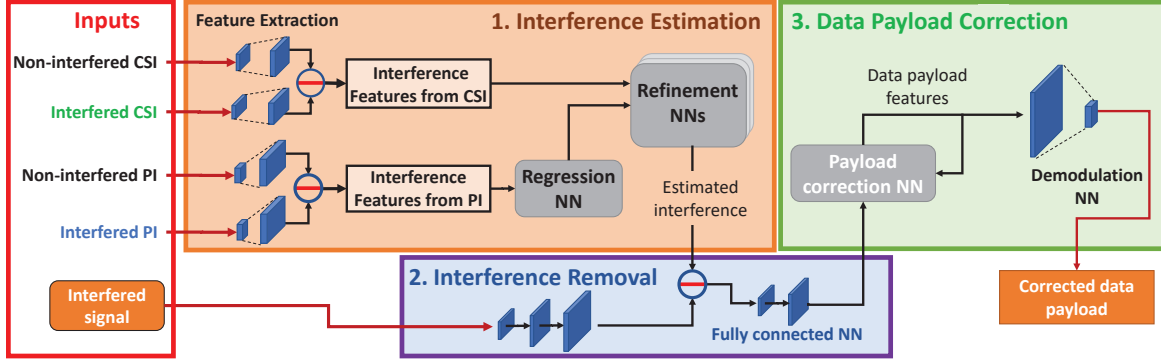 Inputs
Non-interfered CSI
Interfered CSI
Non-interfered PI
Interfered PI
Interfered
signal
Feature Extraction
1. Interference Estimation
Interference
Features from CSI
Interference
Features from PI
Regression
NN
Refinement
NNs
Estimated
interference
2. Interference Removal
Fully connected NN
3. Data Payload Correction
Data payload
features
Payload
correction NN
Demodulation
NN
Corrected data
payload